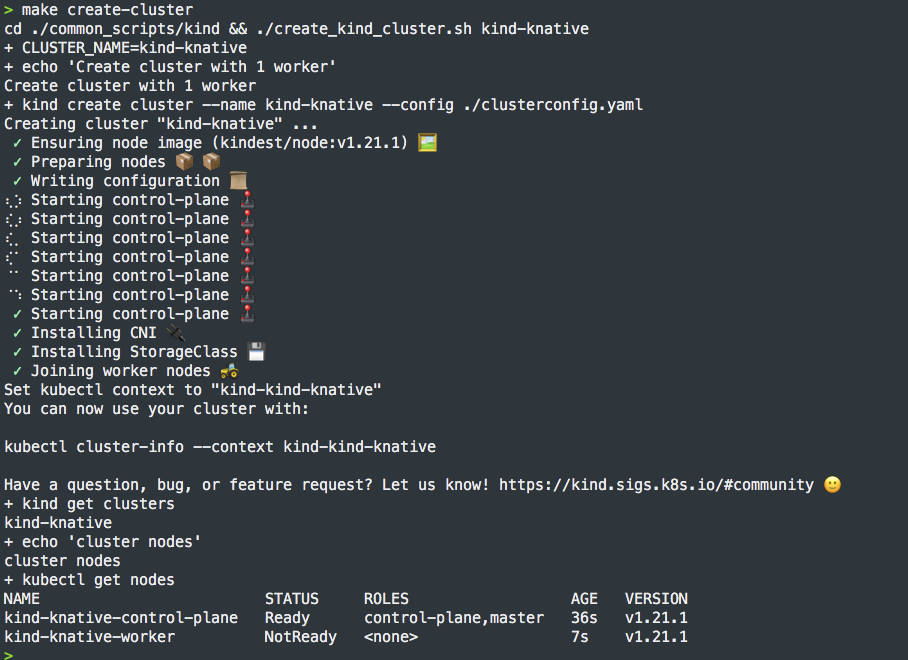 > make create-cluster
cd ./common_scripts/kind && ./create_kind_cluster.sh kind-knative
+ CLUSTER_NAME=kind-knative
+ echo 'Create cluster with 1 worker'
Create cluster with 1 worker
+ kind create cluster --name kind-knative --config ./clusterconfig.yaml
Creating cluster "kind-knative" ...
 ✓ Ensuring node image (kindest/node:v1.21.1) 🖼
 ✓ Preparing nodes 📦 📦
 ✓ Writing configuration 📜
⢎⡱ Starting control-plane 🕹️
⢎⡱ Starting control-plane 🕹️
⢎⡀ Starting control-plane 🕹️
⢎⠁ Starting control-plane 🕹️
⠈⠁ Starting control-plane 🕹️
⠈⠱ Starting control-plane 🕹️
 ✓ Starting control-plane 🕹️
 ✓ Installing CNI 🔌
 ✓ Installing StorageClass 💾
 ✓ Joining worker nodes 🚜
Set kubectl context to "kind-kind-knative"
You can now use your cluster with:

kubectl cluster-info --context kind-kind-knative

Have a question, bug, or feature request? Let us know! https://kind.sigs.k8s.io/#community 🙂
+ kind get clusters
kind-knative
+ echo 'cluster nodes'
cluster nodes
+ kubectl get nodes
NAME                         STATUS     ROLES                  AGE   VERSION
kind-knative-control-plane   Ready      control-plane,master   36s   v1.21.1
kind-knative-worker          NotReady   <none>                 7s    v1.21.1
>